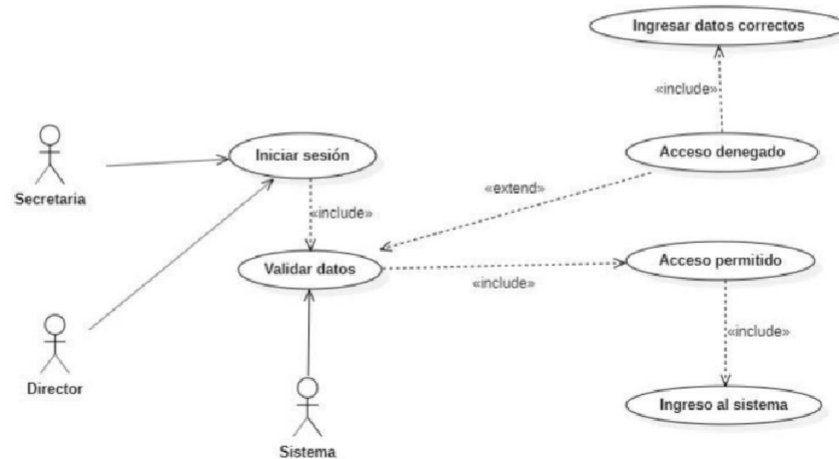 Ingresar datos correctos
«include»
Iniciar sesión
Acceso denegado
Secretaria
«extend»
«include»
Validar datos
Acceso permitido
«include»
«include»
Director
Ingreso al sistema
Sistema